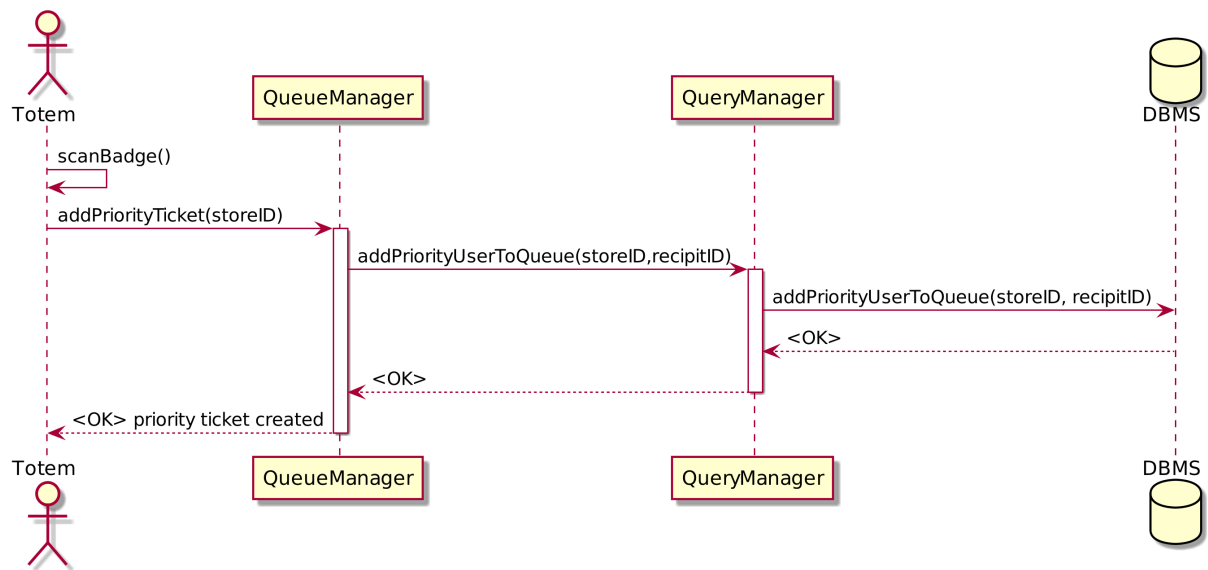 Totem
QueueManager
QueryManager
DBMS
scanBadge()
addPriorityTicket(storeID)
addPriorityUserToQueue(storeID,recipitID)
addPriorityUserToQueue(storeID, recipitID)
<OK>
<OK>
<OK> priority ticket created
Totem
QueueManager
QueryManager
DBMS